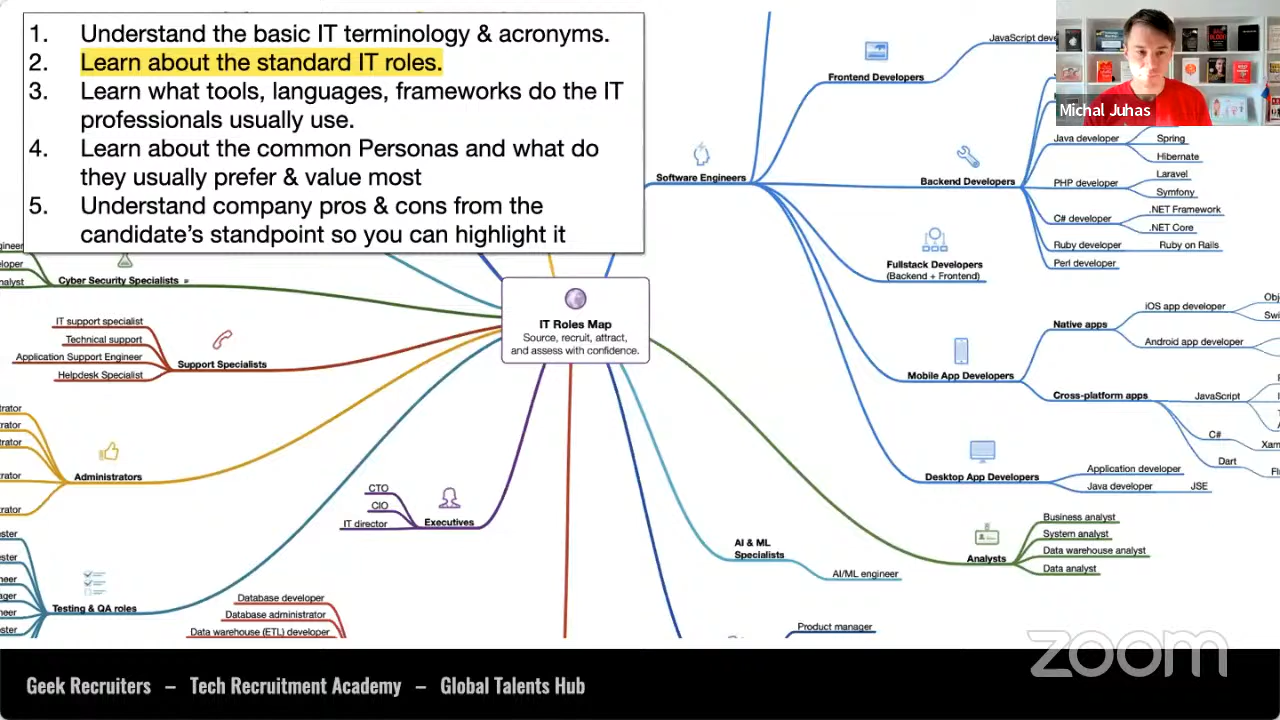 1. Understand the basic IT terminology & acronyms.
2. Learn about the standard IT roles.
3. Learn what tools, languages, frameworks do the IT
professionals usually use.
4. Learn about the common Personas and what do
they usually prefer & value most
5. Understand company pros & cons from the
candidate's standpoint so you can highlight it
Michal Juhas
Frontend Developers
Software Engineers
Backend Developers
Java developer
Spring
Hibernate
PHP developer
Laravel
Symfony
C# developer
.NET Framework
.NET Core
Ruby developer
Ruby on Rails
Perl developer
Fullstack Developers
(Backend + Frontend)
Cyber Security Specialists
IT Roles Map
Source, recruit, attract,
and assess with confidence.
IT support specialist
Technical support
Application Support Engineer
Helpdesk Specialist
Support Specialists
Native apps
iOS app developer
Android app developer
Mobile App Developers
Cross-platform apps
JavaScript
C#
Dart
Administrators
Desktop App Developers
Application developer
Java developer
JSE
CTO
CIO
IT director
Executives
AI & ML
Specialists
AI/ML engineer
Analysts
Business analyst
System analyst
Data warehouse analyst
Data analyst
Testing & QA roles
Database developer
Database administrator
Data warehouse (ETL) developer
Product manager
zoom
Geek Recruiters – Tech Recruitment Academy – Global Talents Hub